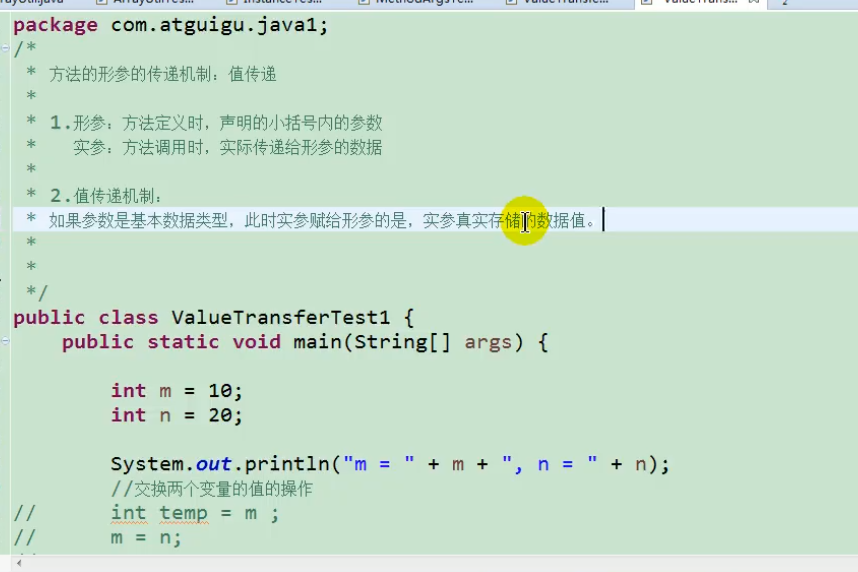 package com.atguigu.java1;
/*
* 方法的形参的传递机制：值传递
*
* 1.形参：方法定义时，声明的小括号内的参数
* 实参：方法调用时，实际传递给形参的数据
*
* 2.值传递机制：
* 如果参数是基本数据类型，此时实参赋给形参的是，实参真实存储的数据值。
*
*
*/
public class ValueTransferTest1 {
public static void main(String[] args) {
int m = 10;
int n = 20;
System.out.println("m = " + m + ", n = " + n);
//交换两个变量的值的操作
// int temp = m ;
// m = n;